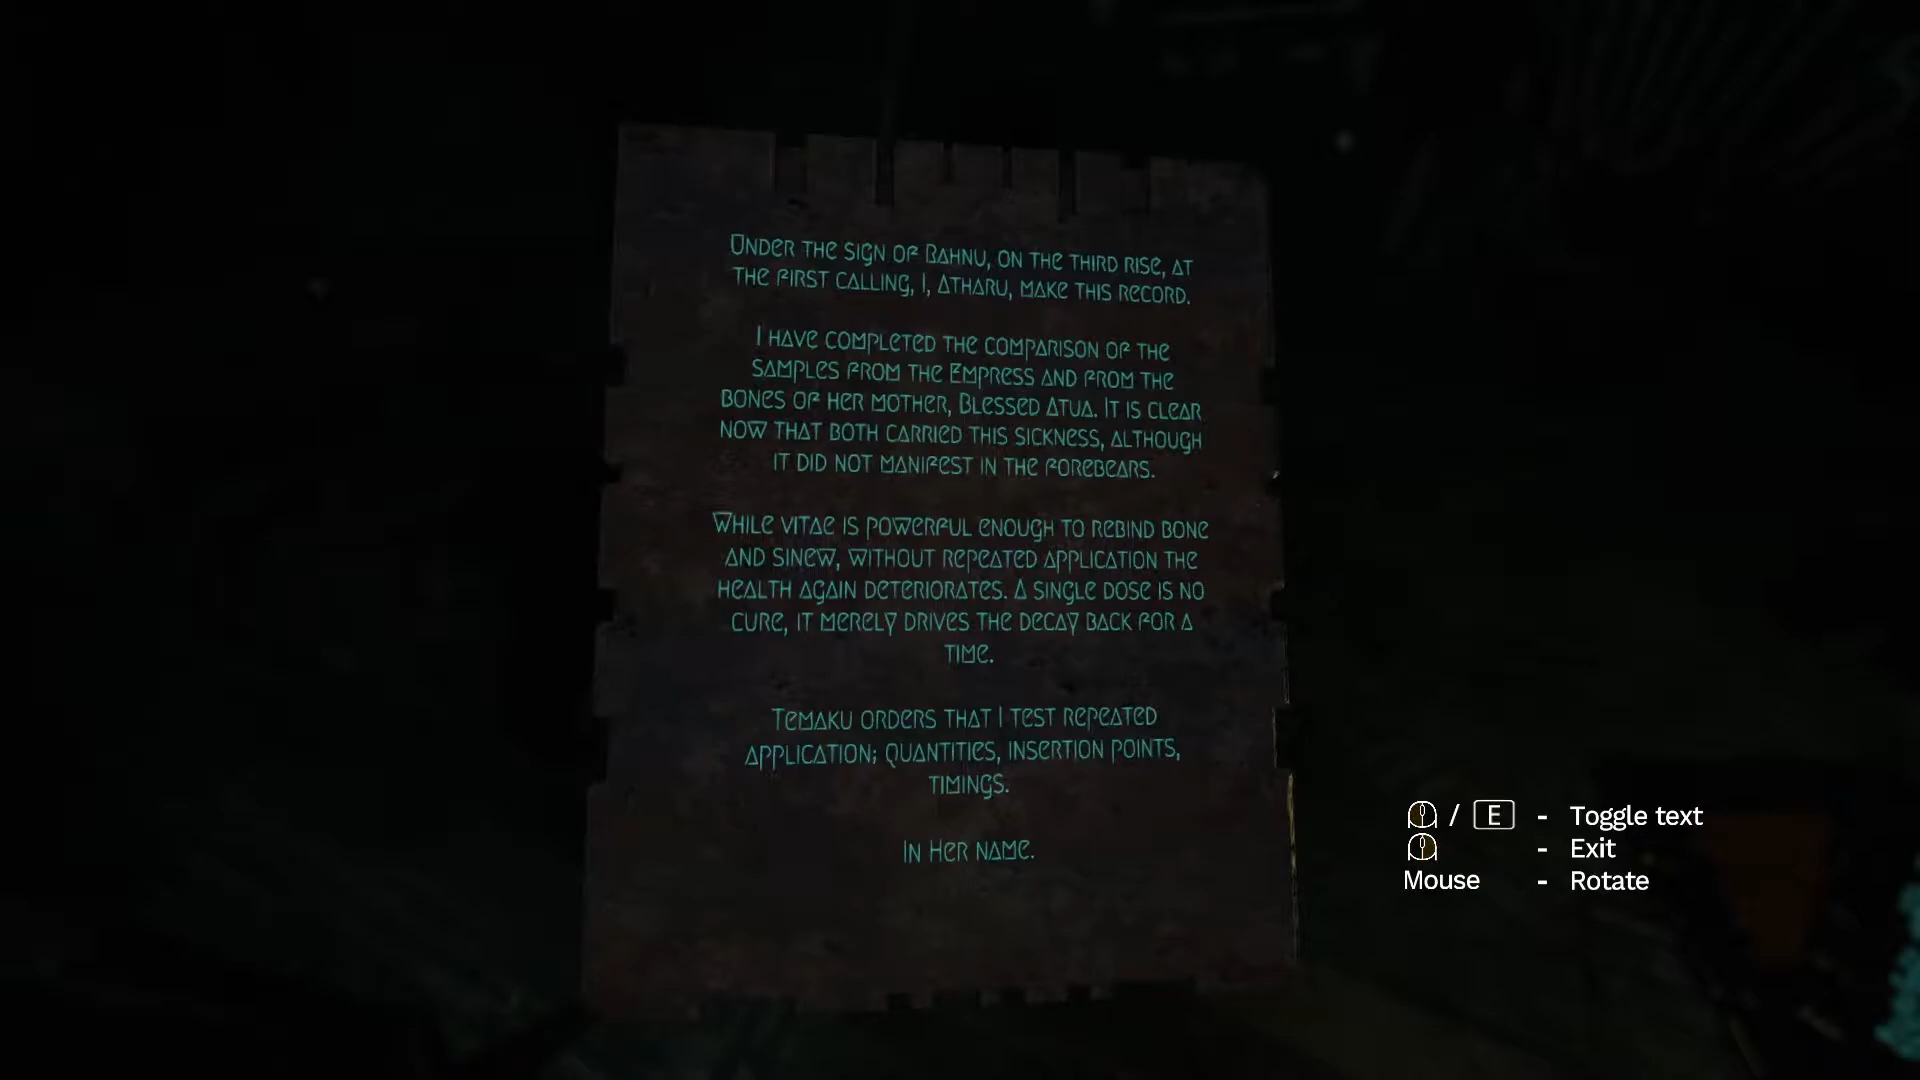 Under the sign of Bahnu, on the third rise, at
the first calling, I, Atharu, make this record.
I have completed the comparison of the
samples from the Empress and from the
bones of her mother, Blessed Atua. It is clear
now that both carried this sickness, although
it did not manifest in the forebears.
While vitae is powerful enough to rebind bone
and sinew, without repeated application the
health again deteriorates. A single dose is no
cure, it merely drives the decay back for a
time.
Temaku orders that I test repeated
application; quantities, insertion points,
timings.
In Her name.
/ E - Toggle text
- Exit
Mouse - Rotate